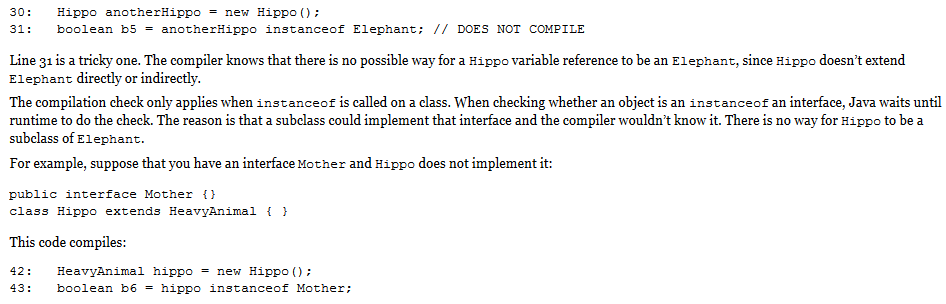 30:   Hippo anotherHippo = new Hippo();
31:   boolean b5 = anotherHippo instanceof Elephant; // DOES NOT COMPILE
Line 31 is a tricky one. The compiler knows that there is no possible way for a Hippo variable reference to be an Elephant, since Hippo doesn’t extend
Elephant directly or indirectly.
The compilation check only applies when instanceof is called on a class. When checking whether an object is an instanceof an interface, Java waits until
runtime to do the check. The reason is that a subclass could implement that interface and the compiler wouldn’t know it. There is no way for Hippo to be a
subclass of Elephant.
For example, suppose that you have an interface Mother and Hippo does not implement it:
public interface Mother {}
class Hippo extends HeavyAnimal { }
This code compiles:
42:   HeavyAnimal hippo = new Hippo();
43:   boolean b6 = hippo instanceof Mother;